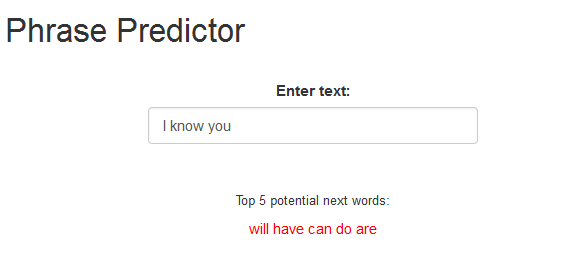 Phrase Predictor
Enter text:
I know you
Top 5 potential next words:
will have can do are